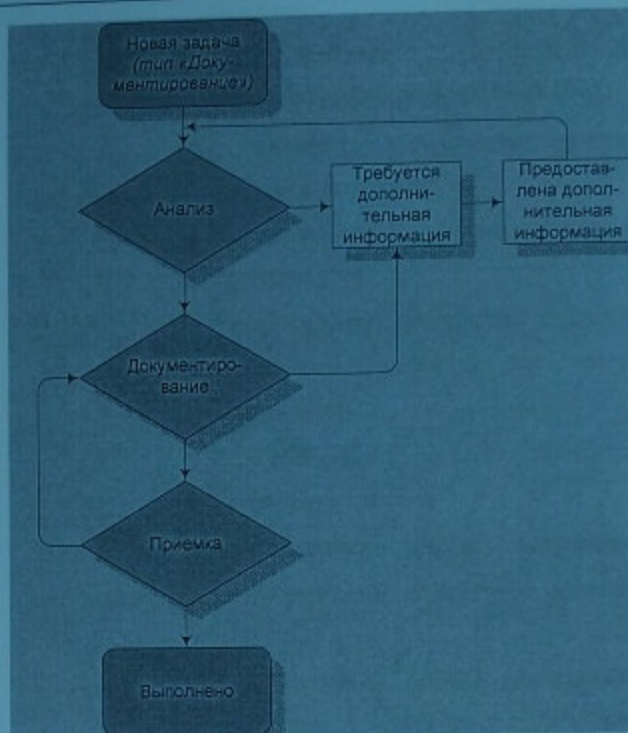 Новая задача
(тип «Доку-
ментирование»)
Анализ
Требуется
дополни-
тельная
информация
Предостав-
лена допол-
нительная
информация
Документиро-
вание
Приемка
Выполнено